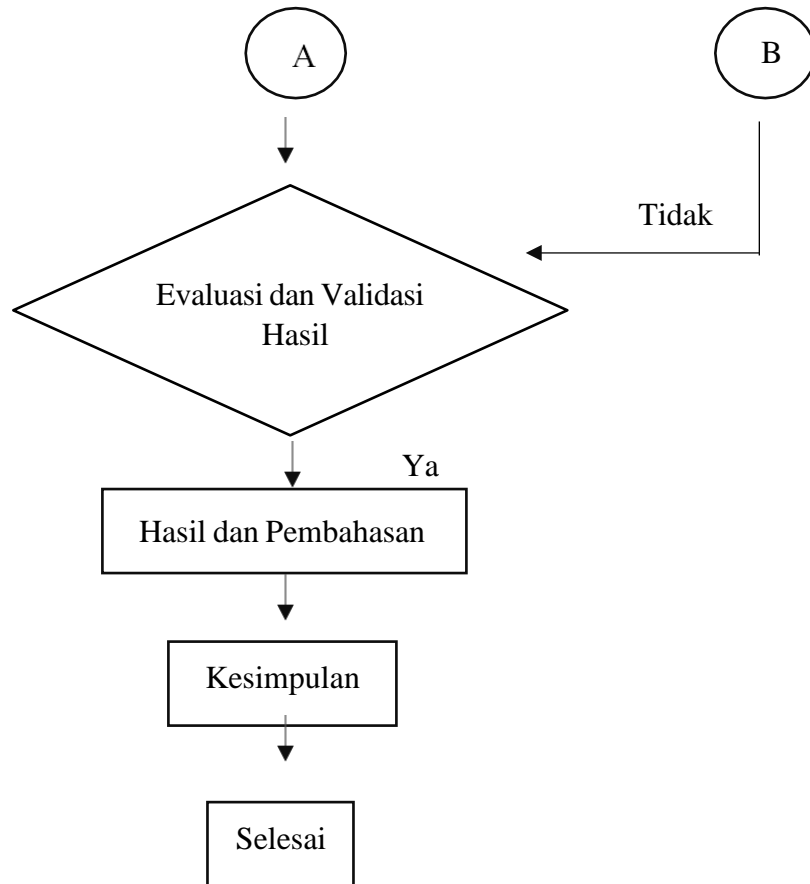 A
B
Tidak
Evaluasi dan Validasi
Hasil
Ya
Hasil dan Pembahasan
Kesimpulan
Selesai